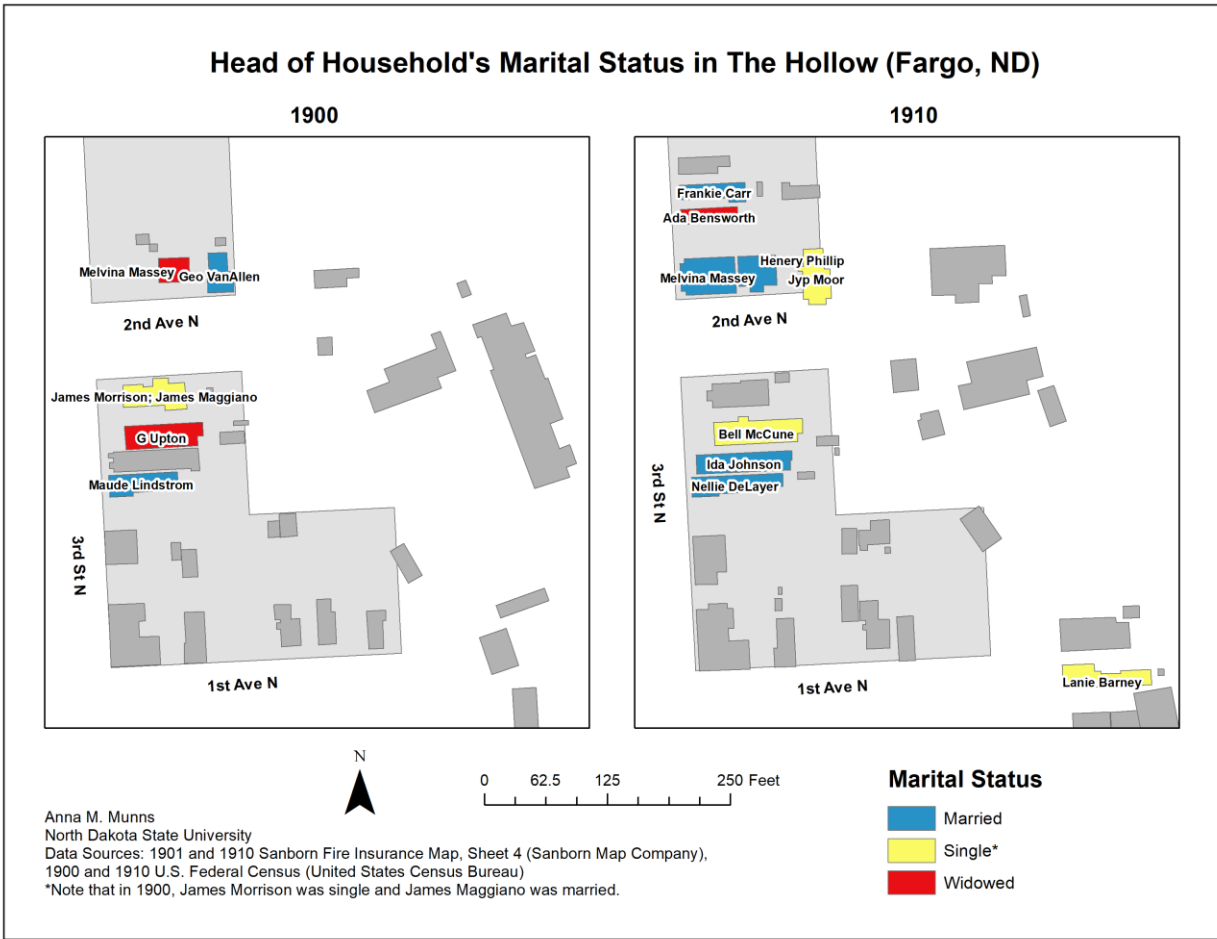 Head of Household's Marital Status in The Hollow (Fargo, ND)
1900
Melvina Massey
Geo VanAllen
2nd Ave N
James Morrison; James Maggiano
G Upton
Maude Lindstrom
3rd St N
1st Ave N
1910
Frankie Carr
Ada Bensworth
Henery Phillip
Melvina Massey
Jyp Moor
2nd Ave N
Bell McCune
Ida Johnson
Nellie DeLayer
3rd St N
1st Ave N
Lanie Barney
N
0 62.5 125 250 Feet
Anna M. Munns
North Dakota State University
Data Sources: 1901 and 1910 Sanborn Fire Insurance Map, Sheet 4 (Sanborn Map Company),
1900 and 1910 U.S. Federal Census (United States Census Bureau)
*Note that in 1900, James Morrison was single and James Maggiano was married.
Marital Status
Married
Single*
Widowed